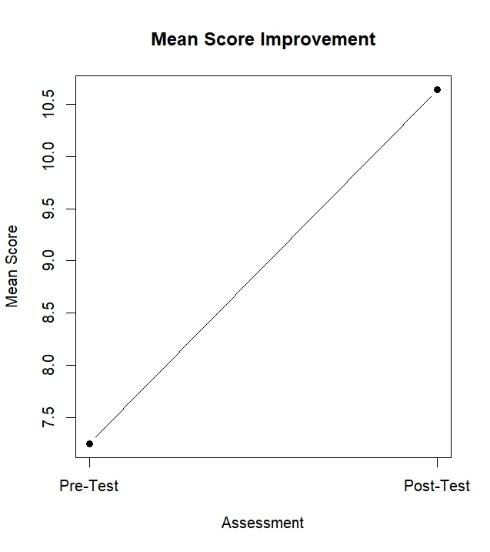 Mean Score Improvement
10.5
10.0
9.5
9.0
8.5
8.0
7.5
Mean Score
Pre-Test
Post-Test
Assessment